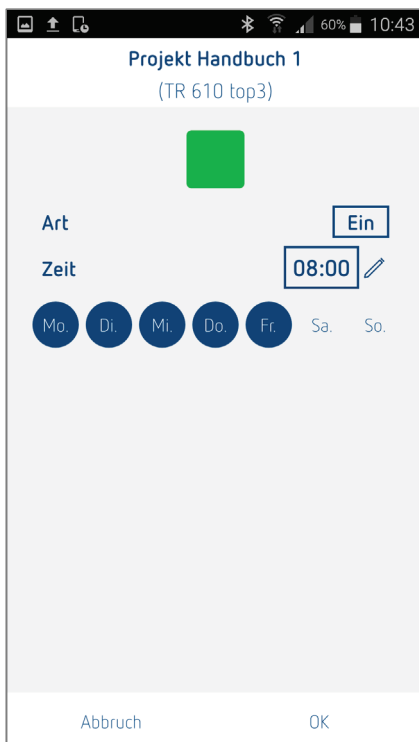 60% 10:43
Projekt Handbuch 1
(TR 610 top3)
Art Ein
Zeit 08:00
Mo. Di. Mi. Do. Fr. Sa. So.
Abbruch OK